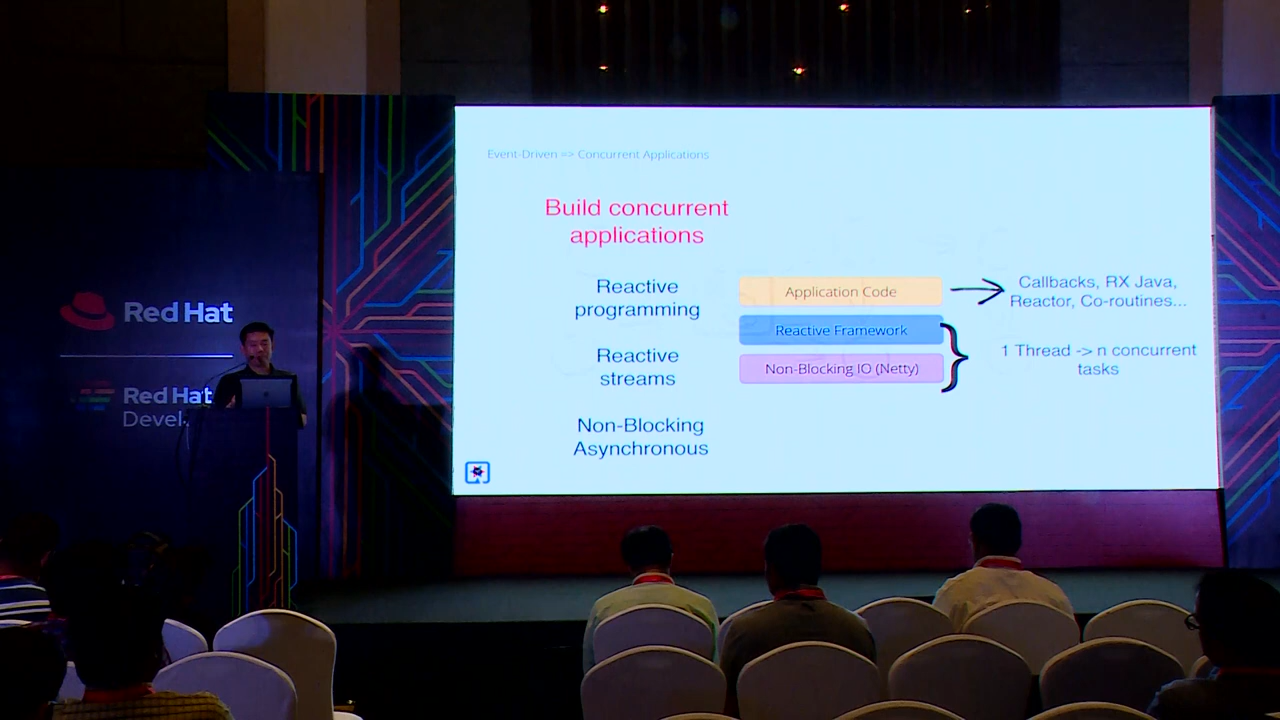 Event-Driven => Concurrent Applications
Build concurrent
applications
Reactive
programming
Application Code
Callbacks, RX Java,
Reactor, Co-routines...
Reactive Framework
Reactive
streams
Non-Blocking IO (Netty)
1 Thread -> n concurrent
tasks
Non-Blocking
Asynchronous
Red Hat
Red Hat
Devel